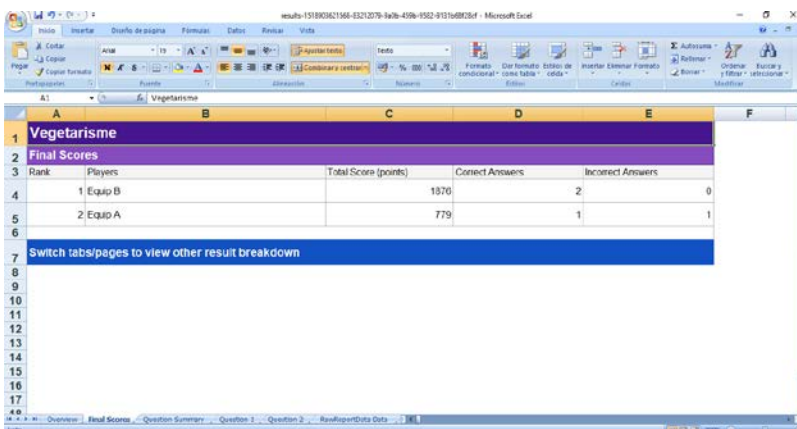 results-1518903621566-83212079-9a0b-459b-9582-9131b68f28cf - Microsoft Excel
Inicio Insertar Diseño de página Fórmulas Datos Revisar Vista
Cortar
Copiar
Copiar formato
Pegar
Arial 19
Ajustar texto
Combinar y centrar
Texto
Formato condicional
Dar formato como tabla
Estilos de celda
Insertar Eliminar Formato
Autosuma
Rellenar
Borrar
Ordenar y filtrar
Buscar y seleccionar
Portapapeles Fuente Alineación Número Estilos Celdas Modificar
A1 fx Vegetarisme
A B C D E F
1 Vegetarisme
2 Final Scores
3 Rank Players Total Score (points) Correct Answers Incorrect Answers
4 1 Equip B 1876 2 0
5 2 Equip A 779 1 1
6
7 Switch tabs/pages to view other result breakdown
8
9
10
11
12
13
14
15
16
17
18
Overview Final Scores Question Summary Question 1 Question 2 RawReportData Data